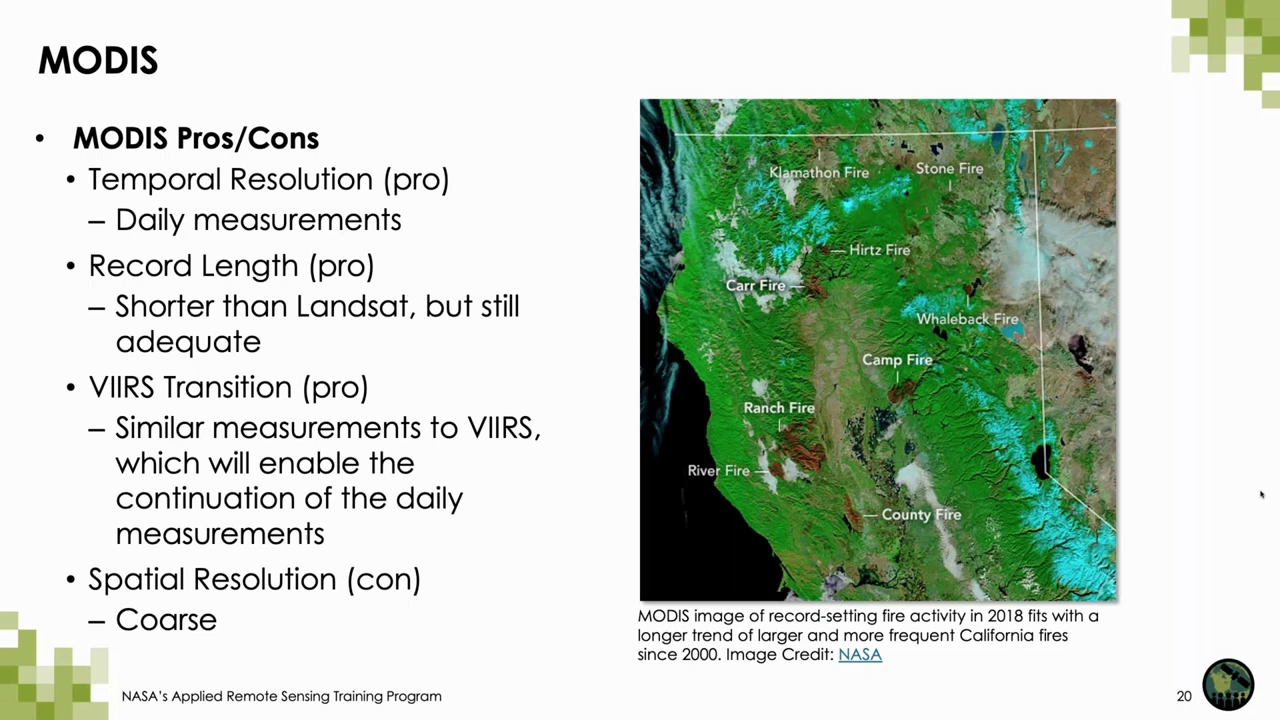 MODIS
• MODIS Pros/Cons
• Temporal Resolution (pro)
– Daily measurements
• Record Length (pro)
– Shorter than Landsat, but still
adequate
• VIIRS Transition (pro)
– Similar measurements to VIIRS,
which will enable the
continuation of the daily
measurements
• Spatial Resolution (con)
– Coarse
Klamathon Fire
Stone Fire
Hirtz Fire
Carr Fire
Whaleback Fire
Camp Fire
Ranch Fire
River Fire
County Fire
MODIS image of record-setting fire activity in 2018 fits with a
longer trend of larger and more frequent California fires
since 2000. Image Credit: NASA
NASA's Applied Remote Sensing Training Program
20